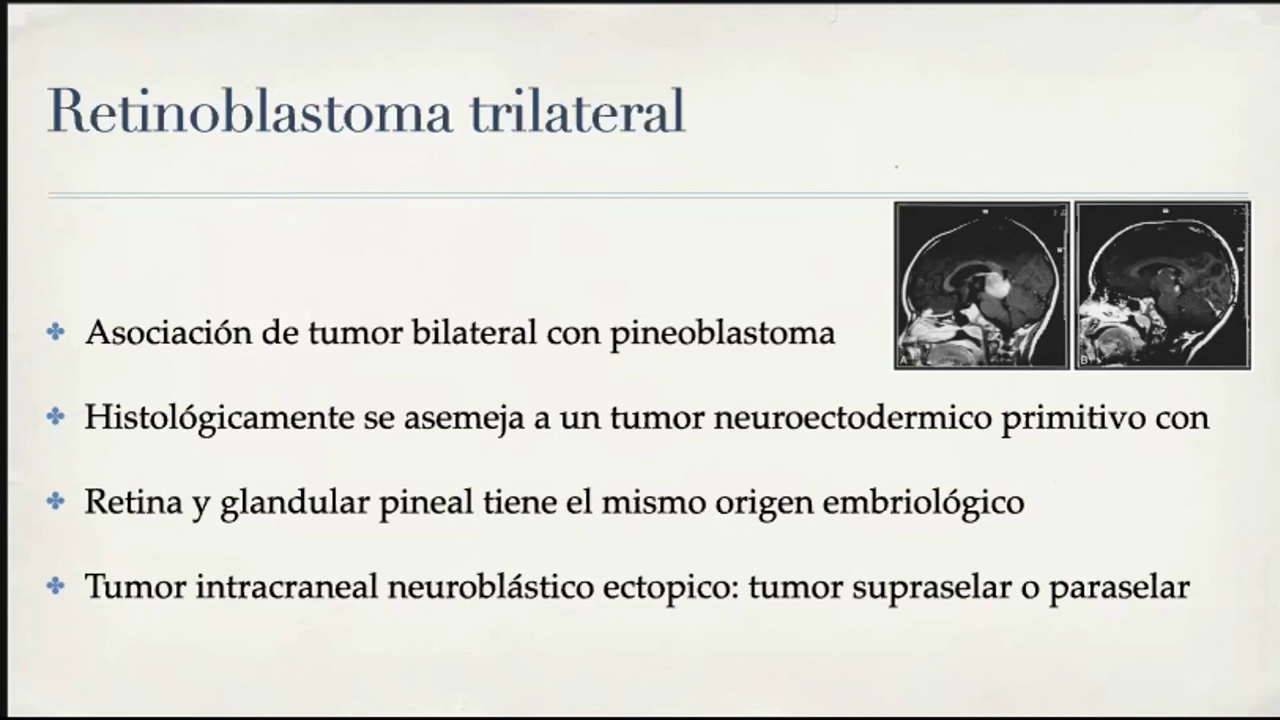 Retinoblastoma trilateral
A
B
Asociación de tumor bilateral con pineoblastoma
Histológicamente se asemeja a un tumor neuroectodermico primitivo con
Retina y glandular pineal tiene el mismo origen embriológico
Tumor intracraneal neuroblástico ectopico: tumor supraselar o paraselar